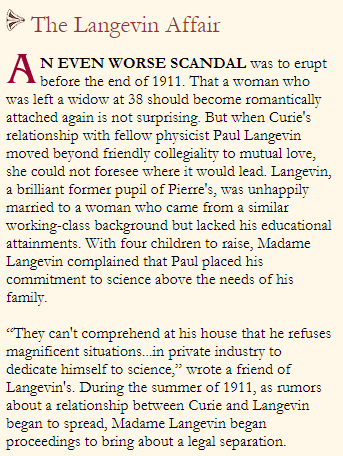 The Langevin Affair
AN EVEN WORSE SCANDAL was to erupt
before the end of 1911. That a woman who
was left a widow at 38 should become romantically
attached again is not surprising. But when Curie's
relationship with fellow physicist Paul Langevin
moved beyond friendly collegiality to mutual love,
she could not foresee where it would lead. Langevin,
a brilliant former pupil of Pierre's, was unhappily
married to a woman who came from a similar
working-class background but lacked his educational
attainments. With four children to raise, Madame
Langevin complained that Paul placed his
commitment to science above the needs of his
family.
“They can't comprehend at his house that he refuses
magnificent situations...in private industry to
dedicate himself to science,” wrote a friend of
Langevin's. During the summer of 1911, as rumors
about a relationship between Curie and Langevin
began to spread, Madame Langevin began
proceedings to bring about a legal separation.